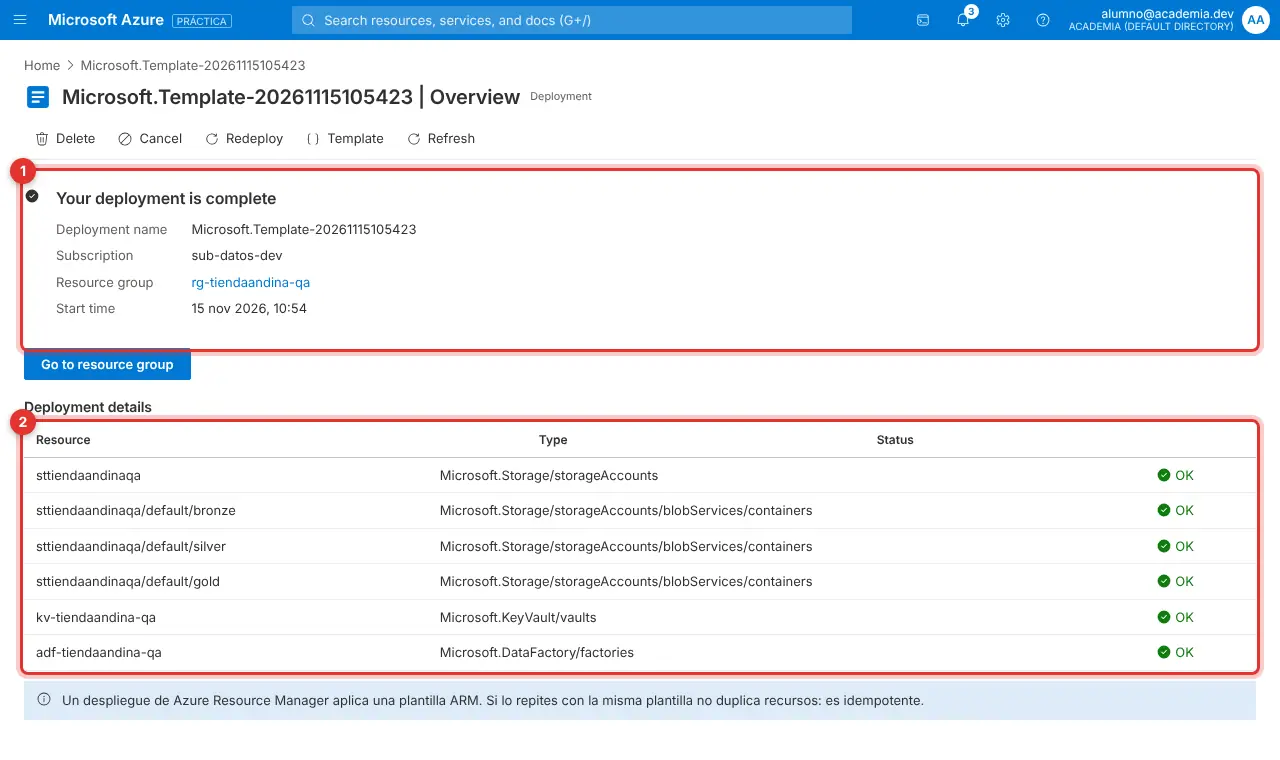 Microsoft Azure PRÁCTICA
Search resources, services, and docs (G+/)
3
alumno@academia.dev
ACADEMIA (DEFAULT DIRECTORY)
AA
Home > Microsoft.Template-20261115105423
Microsoft.Template-20261115105423 | Overview Deployment
Delete Cancel Redeploy Template Refresh
1
Your deployment is complete
Deployment name Microsoft.Template-20261115105423
Subscription sub-datos-dev
Resource group rg-tiendaandina-qa
Start time 15 nov 2026, 10:54
Go to resource group
Deployment details
2
Resource Type Status
sttiendaandinaqa Microsoft.Storage/storageAccounts OK
sttiendaandinaqa/default/bronze Microsoft.Storage/storageAccounts/blobServices/containers OK
sttiendaandinaqa/default/silver Microsoft.Storage/storageAccounts/blobServices/containers OK
sttiendaandinaqa/default/gold Microsoft.Storage/storageAccounts/blobServices/containers OK
kv-tiendaandina-qa Microsoft.KeyVault/vaults OK
adf-tiendaandina-qa Microsoft.DataFactory/factories OK
Un despliegue de Azure Resource Manager aplica una plantilla ARM. Si lo repites con la misma plantilla no duplica recursos: es idempotente.